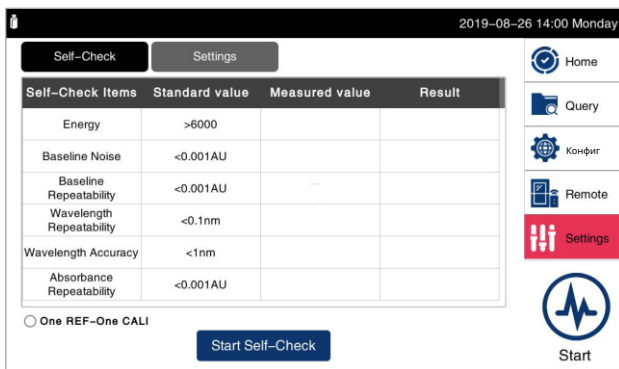 2019-08-26 14:00 Monday
Self-Check
Settings
Self-Check Items
Standard value
Measured value
Result
Energy
>6000
Baseline Noise
<0.001AU
Baseline
Repeatability
<0.001AU
Wavelength
Repeatability
<0.1nm
Wavelength Accuracy
<1nm
Absorbance
Repeatability
<0.001AU
One REF-One CALI
Start Self-Check
Home
Query
Конфиг
Remote
Settings
Start